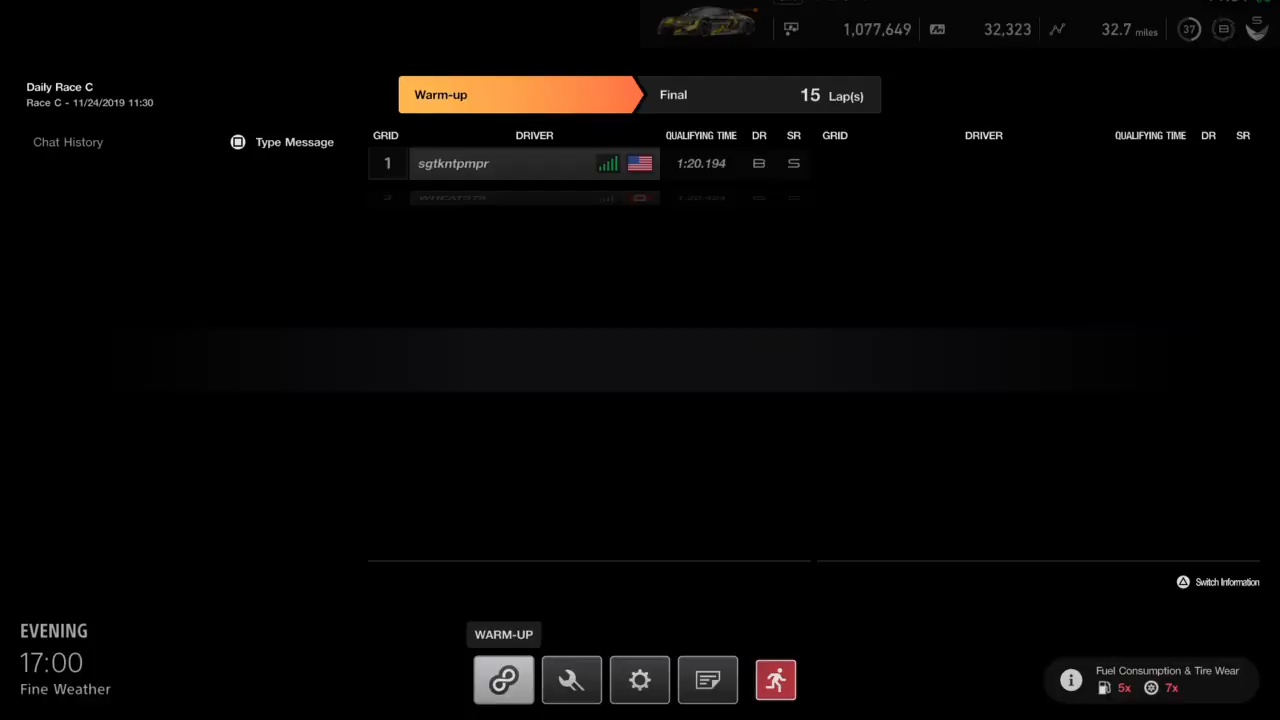 1,077,649
32,323
32.7 miles
37
B
S
Daily Race C
Race C - 11/24/2019 11:30
Warm-up
Final
15 Lap(s)
Chat History
Type Message
GRID DRIVER QUALIFYING TIME DR SR
GRID DRIVER QUALIFYING TIME DR SR
1 sgtkntpmpr 1:20.194 B S
Switch Information
EVENING
17:00
Fine Weather
WARM-UP
Fuel Consumption & Tire Wear
5x 7x